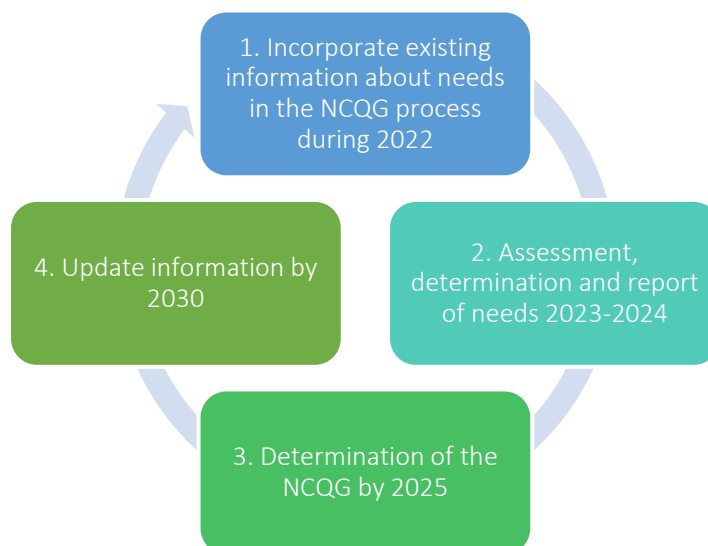 1. Incorporate existing
information about needs
in the NCQG process
during 2022
2. Assessment,
determination and report
of needs 2023-2024
3. Determination of the
NCQG by 2025
4. Update information by
2030